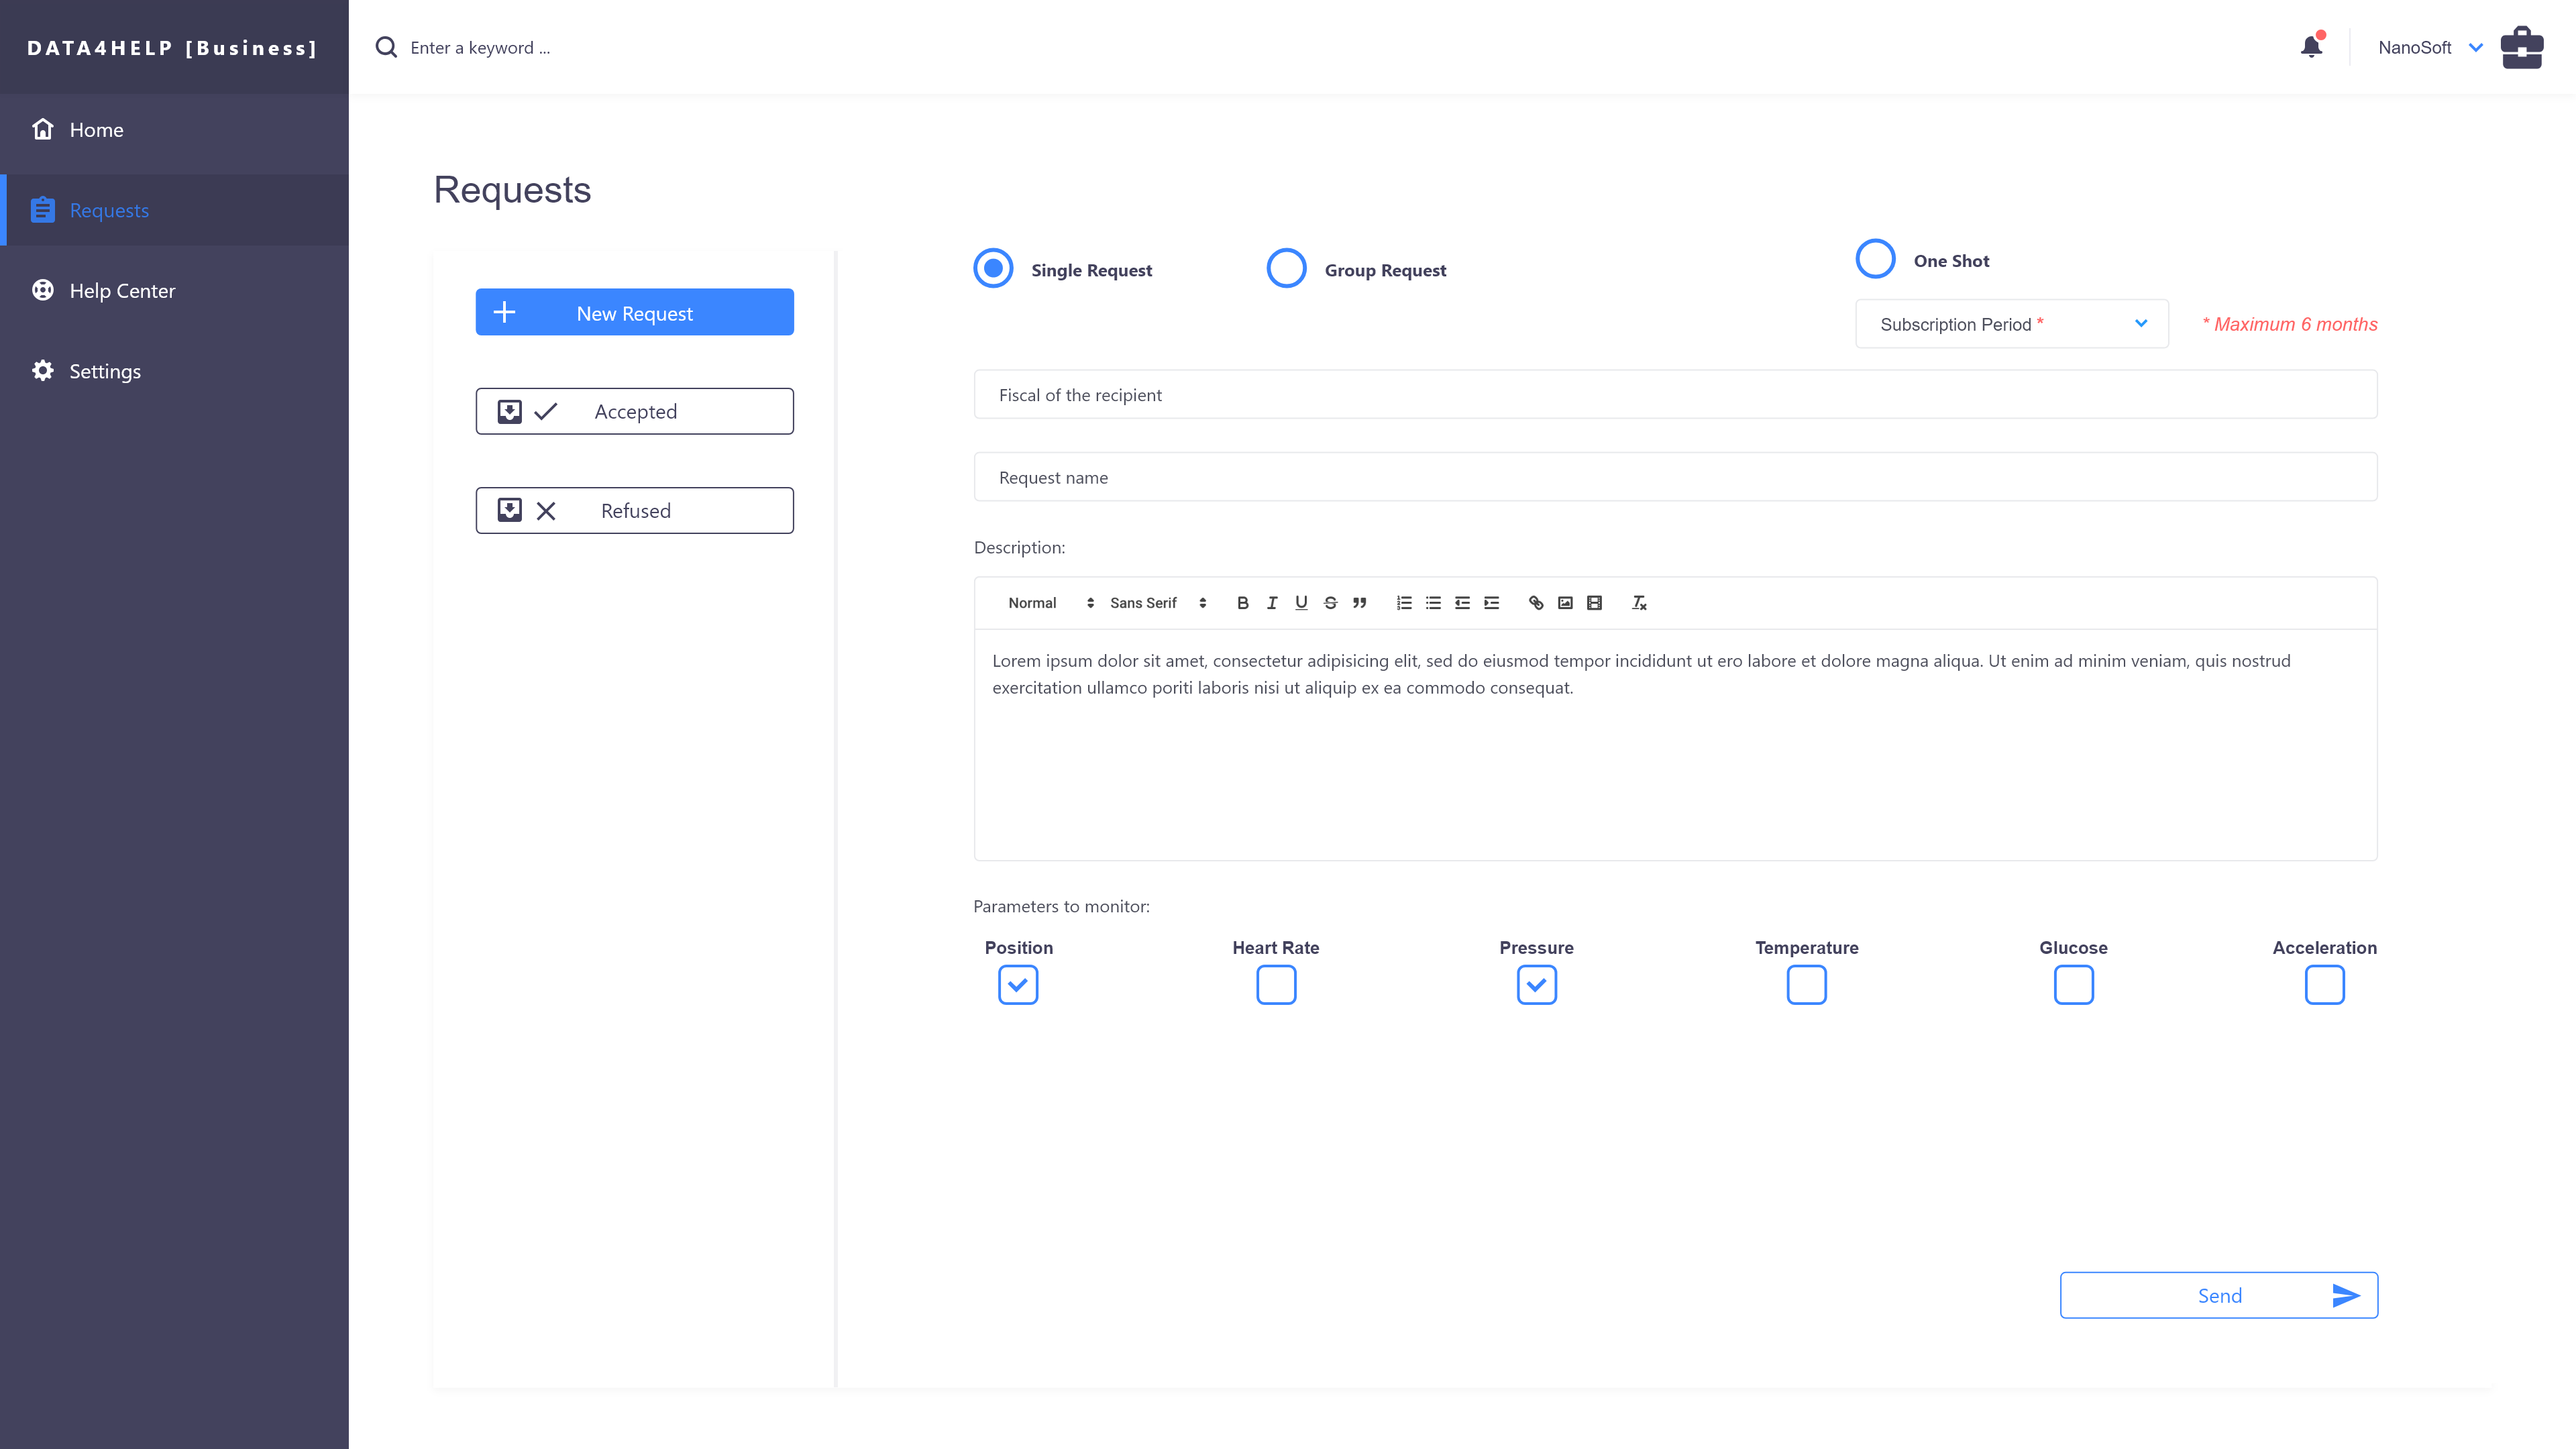 DATA4HELP [Business]
Enter a keyword ...
NanoSoft
Home
Requests
Help Center
Settings
Requests
New Request
Accepted
Refused
Single Request
Group Request
One Shot
Subscription Period *
* Maximum 6 months
Fiscal of the recipient
Request name
Description:
Normal
Sans Serif
Lorem ipsum dolor sit amet, consectetur adipisicing elit, sed do eiusmod tempor incididunt ut ero labore et dolore magna aliqua. Ut enim ad minim veniam, quis nostrud
exercitation ullamco poriti laboris nisi ut aliquip ex ea commodo consequat.
Parameters to monitor:
Position
Heart Rate
Pressure
Temperature
Glucose
Acceleration
Send